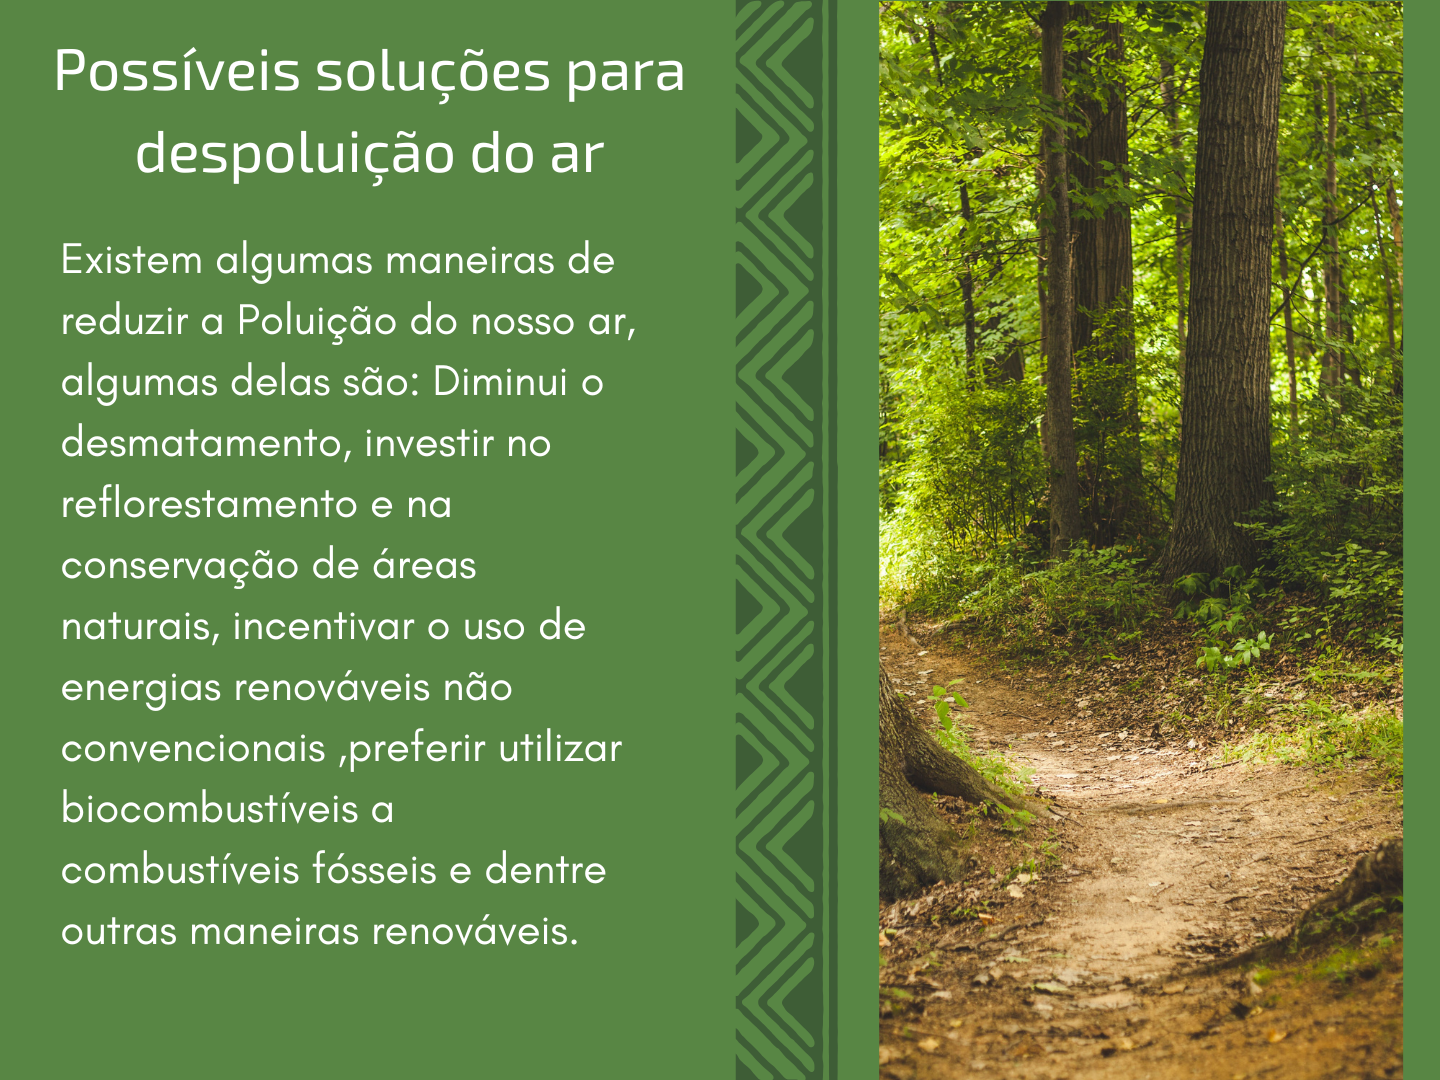 Possíveis soluções para
despoluição do ar
Existem algumas maneiras de
reduzir a Poluição do nosso ar,
algumas delas são: Diminui o
desmatamento, investir no
reflorestamento e na
conservação de áreas
naturais, incentivar o uso de
energias renováveis não
convencionais ,preferir utilizar
biocombustíveis a
combustíveis fósseis e dentre
outras maneiras renováveis.